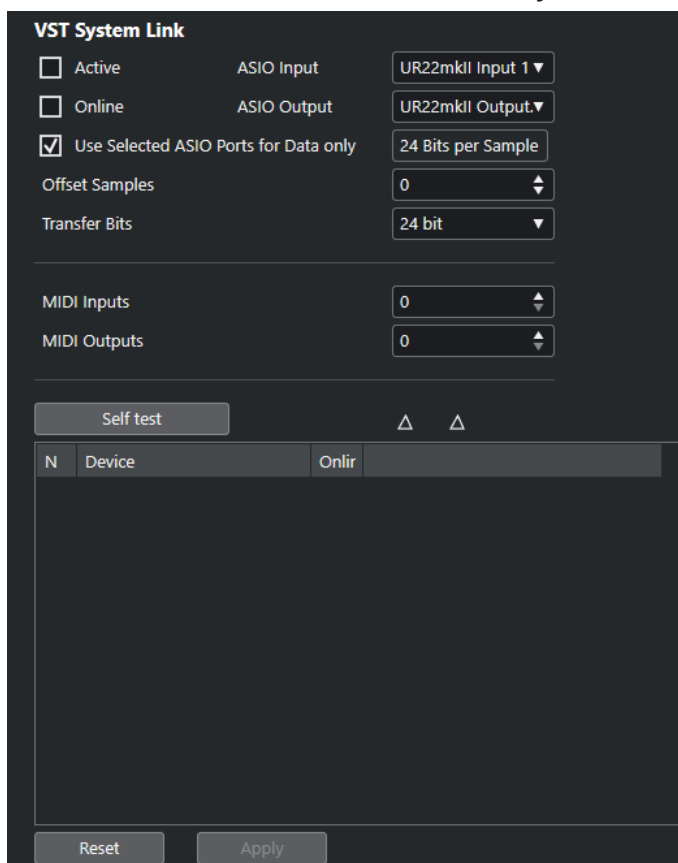 VST System Link
Active ASIO Input UR22mkII Input 1
Online ASIO Output UR22mkII Output.
Use Selected ASIO Ports for Data only 24 Bits per Sample
Offset Samples 0
Transfer Bits 24 bit
MIDI Inputs 0
MIDI Outputs 0
Self test
N Device Onlir
Reset Apply